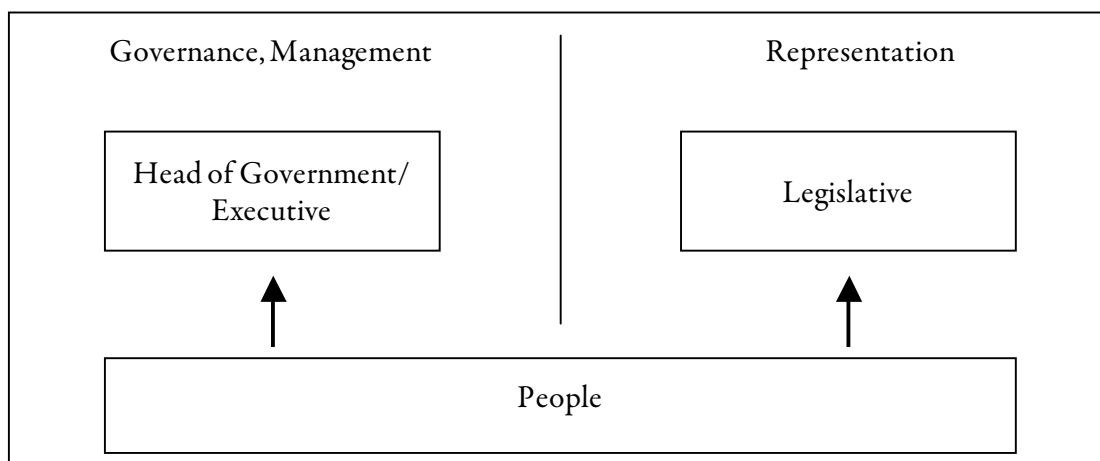 Governance, Management
Representation
Head of Government/
Executive
Legislative
People